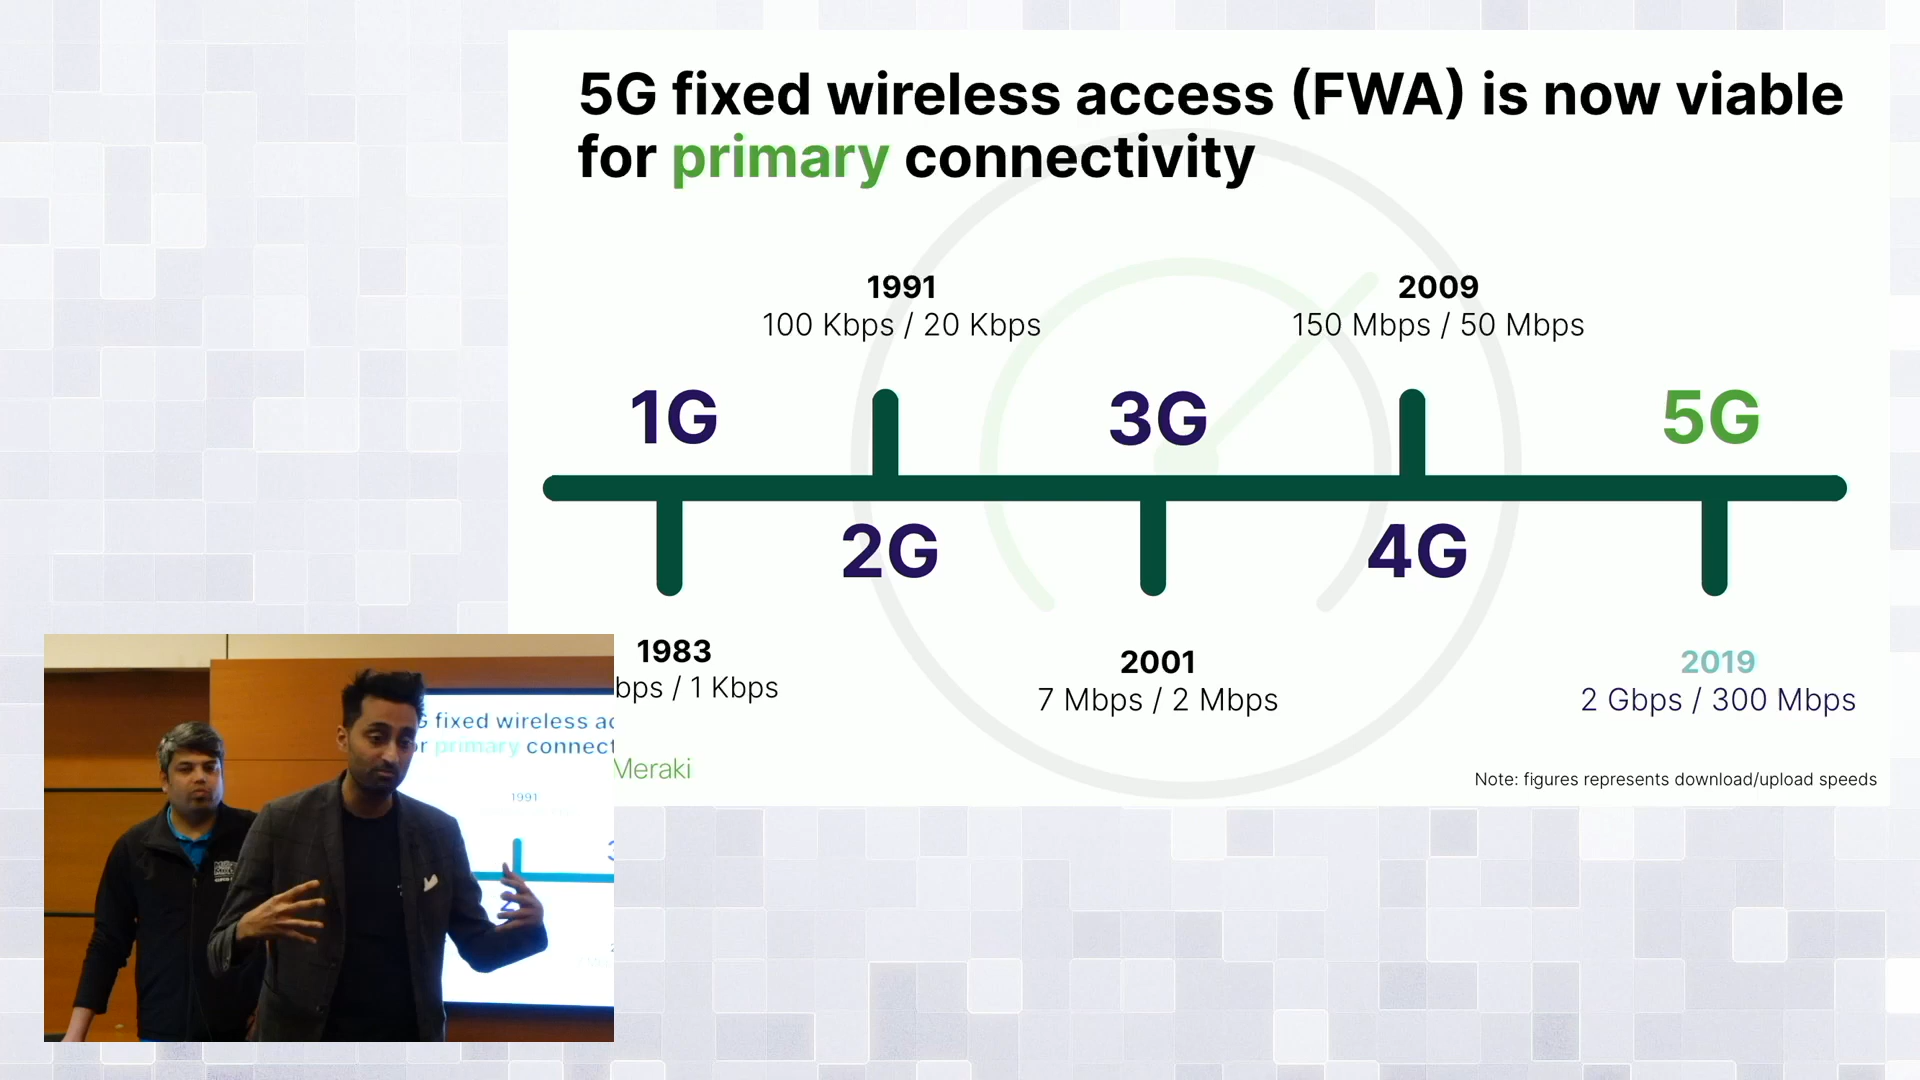 5G fixed wireless access (FWA) is now viable
for primary connectivity
1991
100 Kbps / 20 Kbps
2009
150 Mbps / 50 Mbps
1G
3G
5G
2G
4G
1983
bps / 1 Kbps
2001
7 Mbps / 2 Mbps
2019
2 Gbps / 300 Mbps
Meraki
Note: figures represents download/upload speeds
G fixed wireless ac
or primary connect
1991